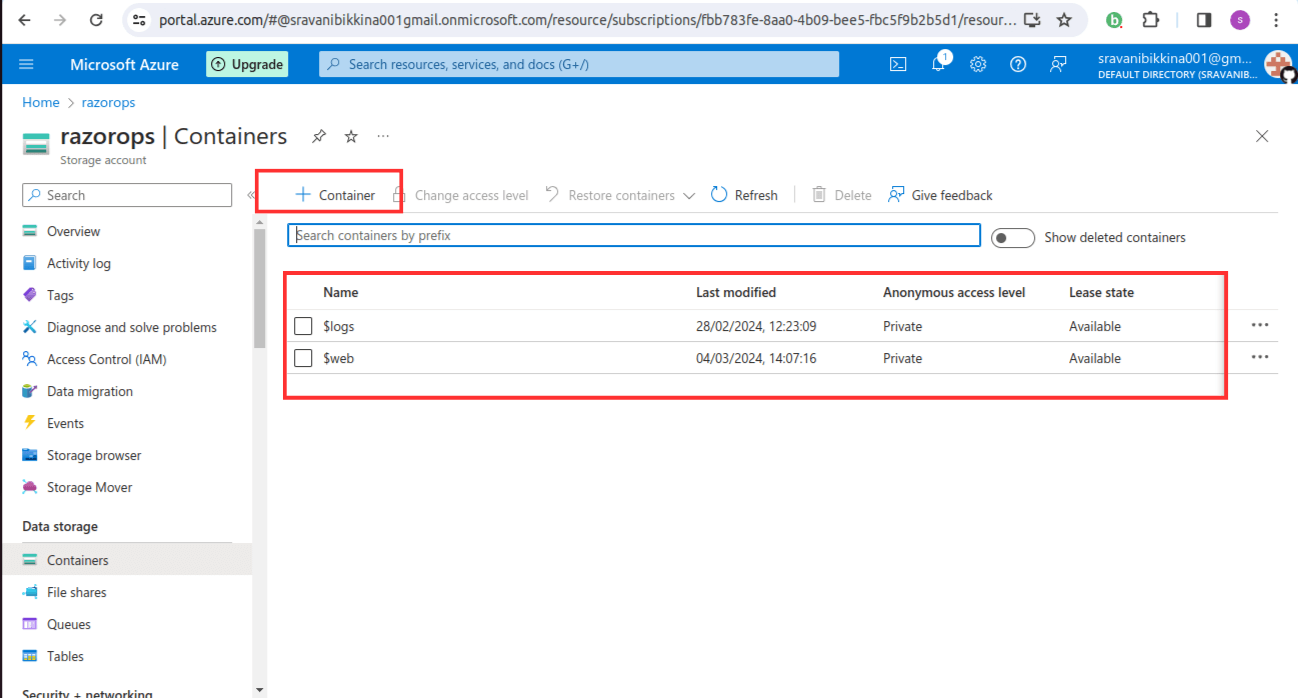 portal.azure.com/#@sravanibikkina001gmail.onmicrosoft.com/resource/subscriptions/fbb783fe-8aa0-4b09-bee5-fbc5f9b2b5d1/resour...
b
s
Microsoft Azure
Upgrade
Search resources, services, and docs (G+/)
1
sravanibikkina001@gm...
DEFAULT DIRECTORY (SRAVANIB...
Home > razorops
razorops | Containers
Storage account
Search
Container
Change access level
Restore containers
Refresh
Delete
Give feedback
Search containers by prefix
Show deleted containers
Name Last modified Anonymous access level Lease state
$logs 28/02/2024, 12:23:09 Private Available
$web 04/03/2024, 14:07:16 Private Available
Overview
Activity log
Tags
Diagnose and solve problems
Access Control (IAM)
Data migration
Events
Storage browser
Storage Mover
Data storage
Containers
File shares
Queues
Tables
Security + networking